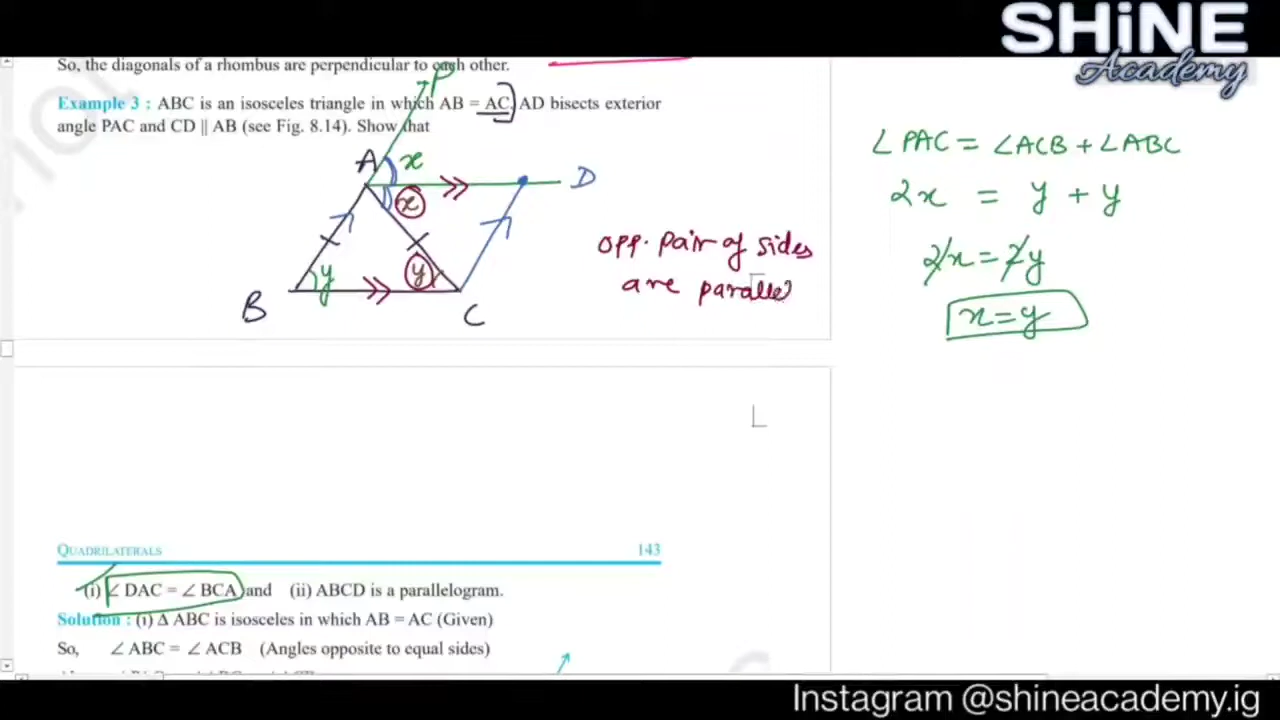 SHiNE
Academy
So, the diagonals of a rhombus are perpendicular to each other.
P
Example 3 : ABC is an isosceles triangle in which AB = AC. AD bisects exterior
angle PAC and CD || AB (see Fig. 8.14). Show that
A x
D
x
y y
B C
opp. pair of sides
are parallel
∠PAC = ∠ACB + ∠ABC
2x = y + y
2x = 2y
x = y
QUADRILATERALS 143
(i) ∠ DAC = ∠ BCA and (ii) ABCD is a parallelogram.
Solution : (i) Δ ABC is isosceles in which AB = AC (Given)
So, ∠ ABC = ∠ ACB (Angles opposite to equal sides)
Instagram @shineacademy.ig